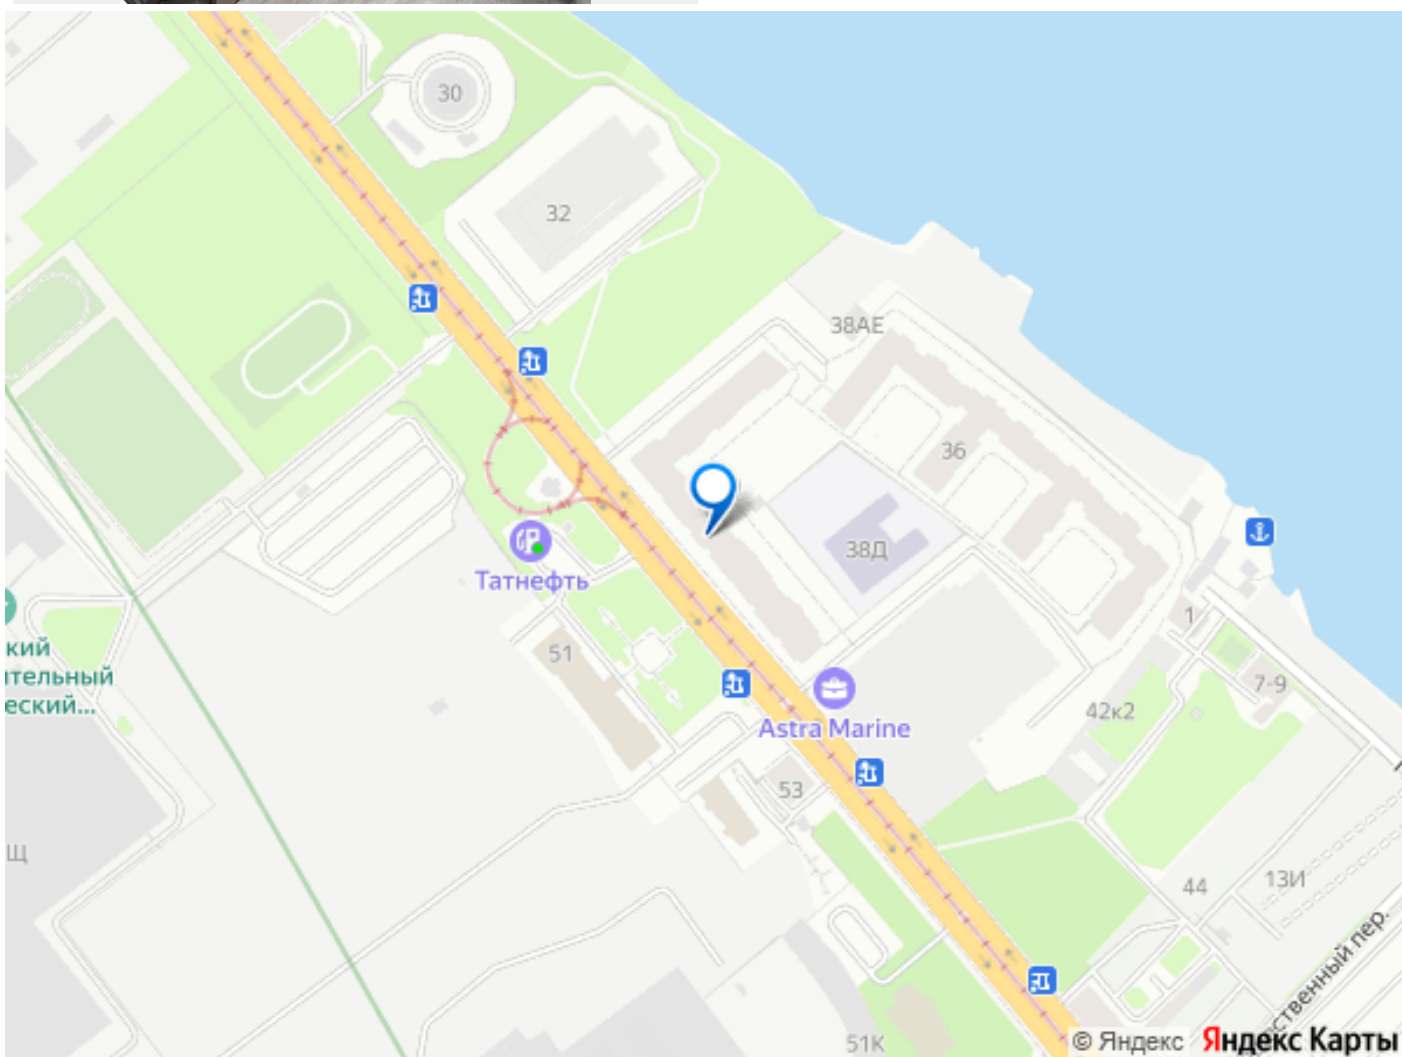 30
32
38АЕ
36
38Д
Татнефть
1
кий
ительный
еский...
51
7-9
42к2
Astra Marine
53
Щ
44
13И
ественный пер.
51К
© Яндекс Яндекс Карты